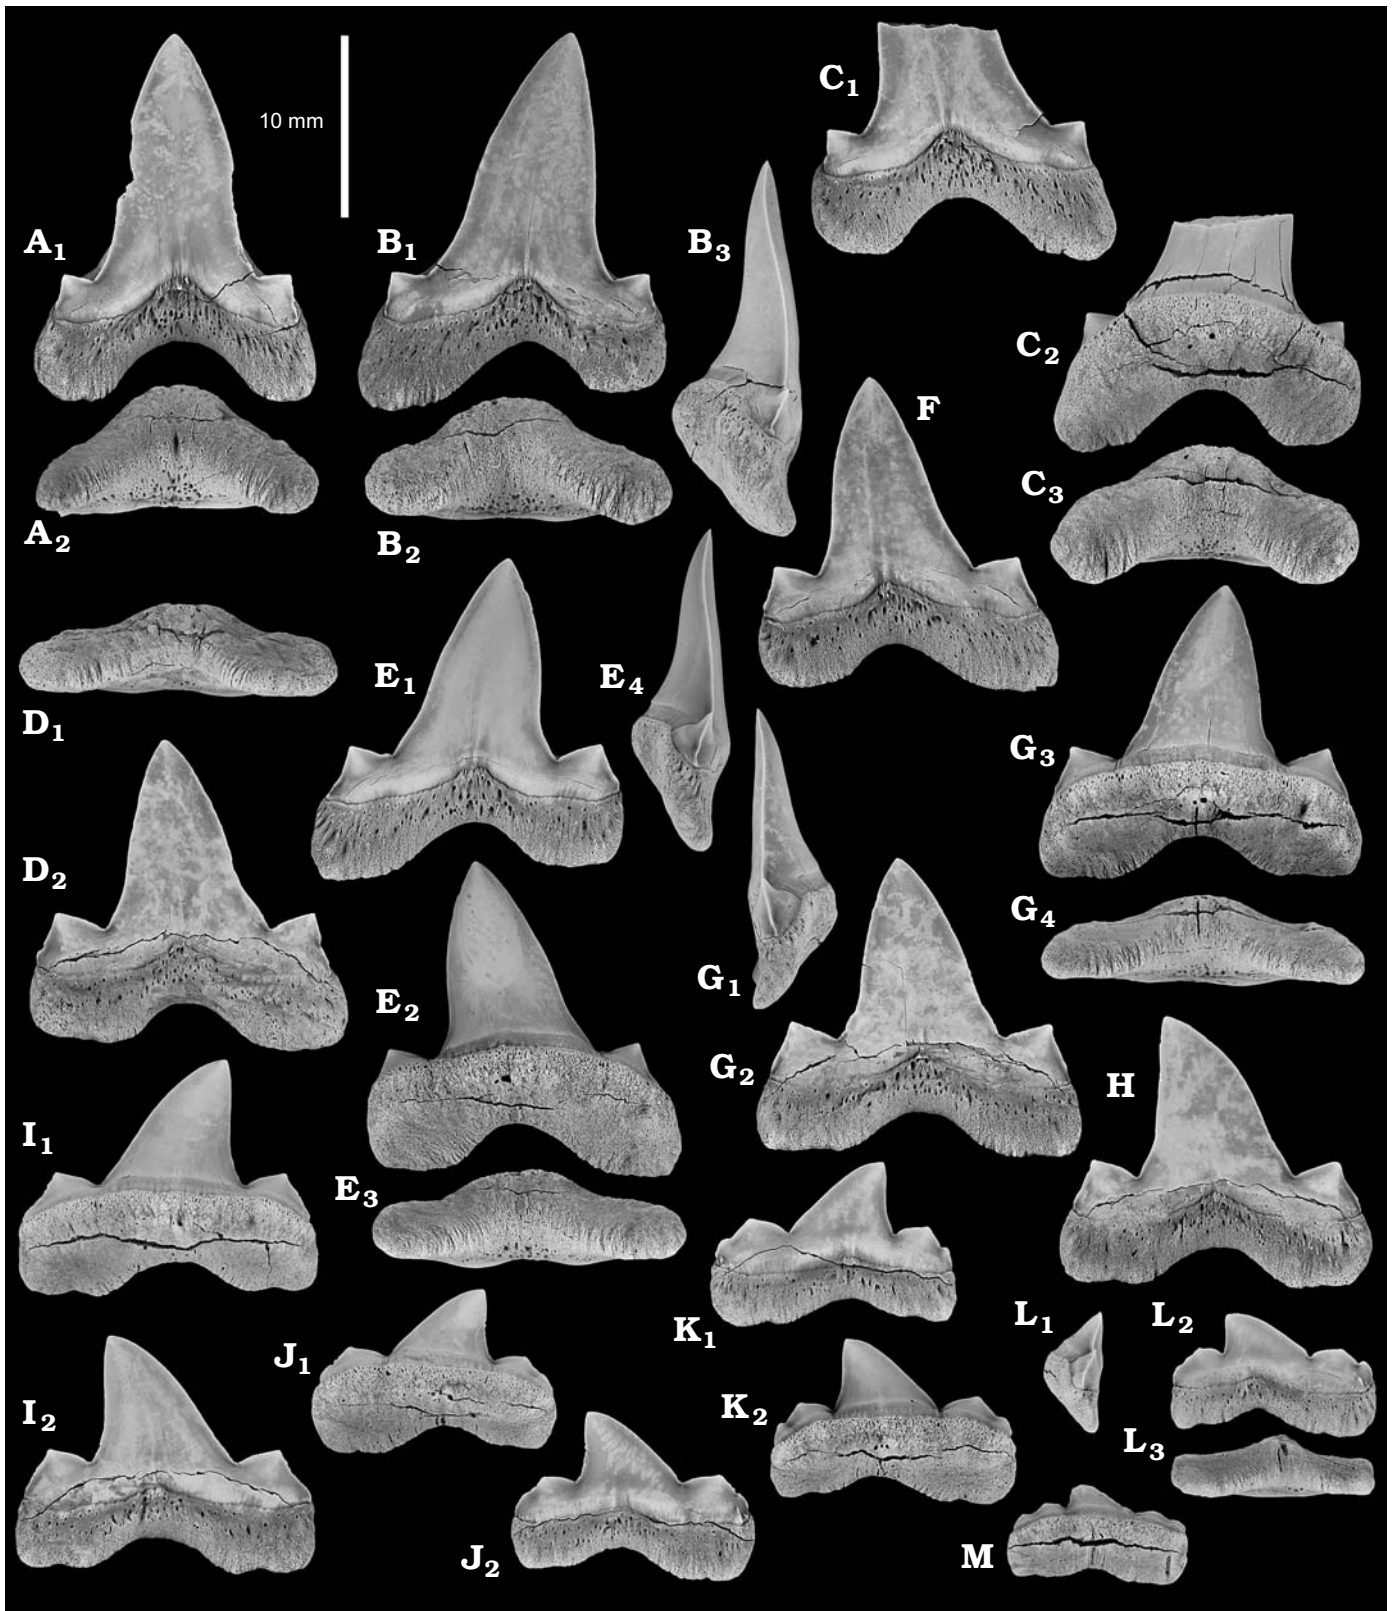 C₁
10 mm
A₁
B₁
B₃
C₂
F
C₃
A₂
B₂
E₁
E₄
D₁
G₃
D₂
G₄
G₁
E₂
G₂
H
I₁
E₃
K₁
L₁
L₂
J₁
K₂
I₂
L₃
J₂
M